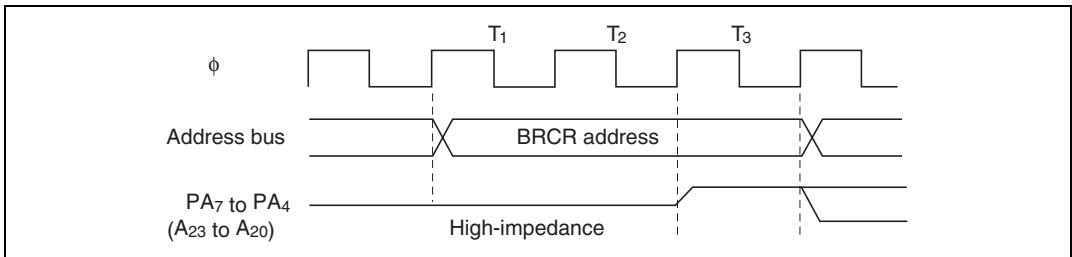 T1 T2 T3
ϕ
Address bus BRCR address
PA7 to PA4
(A23 to A20)
High-impedance